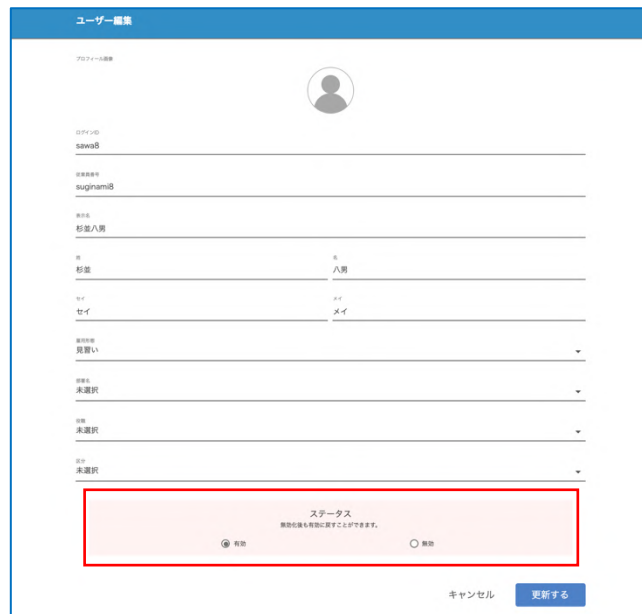 ユーザー編集
プロフィール画像
ログインID
sawa8
従業員番号
suginami8
表示名
杉並八男
姓 名
杉並 八男
セイ メイ
セイ メイ
雇用形態
見習い
部署名
未選択
役職
未選択
区分
未選択
ステータス
無効化後も有効に戻すことができます。
有効 無効
キャンセル 更新する